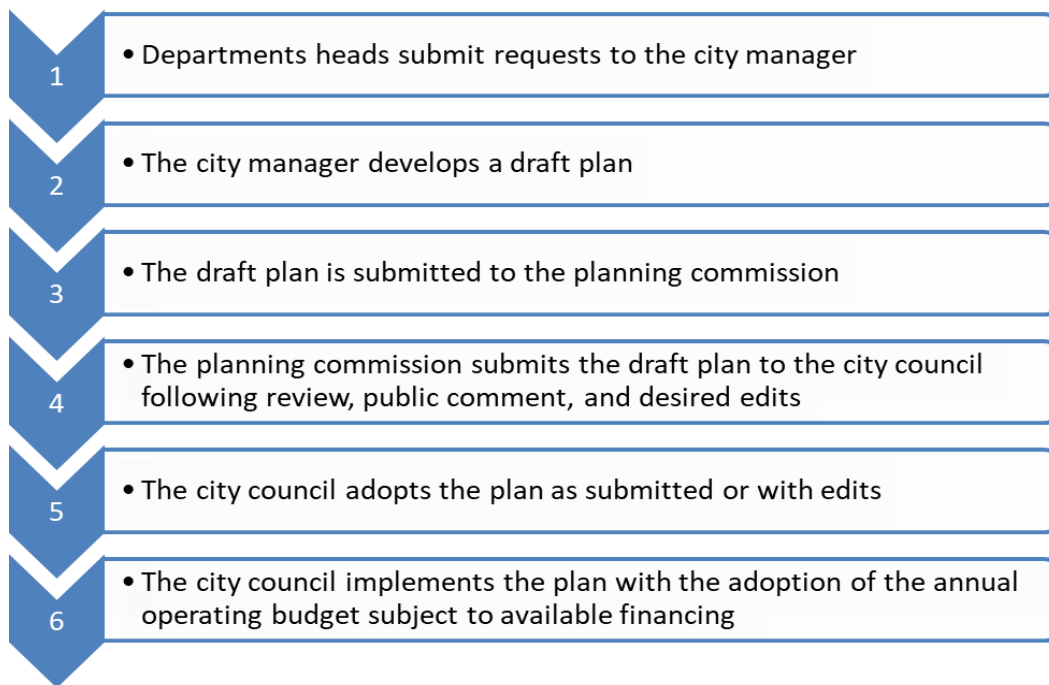 1
• Departments heads submit requests to the city manager
2
• The city manager develops a draft plan
3
• The draft plan is submitted to the planning commission
4
• The planning commission submits the draft plan to the city council
following review, public comment, and desired edits
5
• The city council adopts the plan as submitted or with edits
6
• The city council implements the plan with the adoption of the annual
operating budget subject to available financing